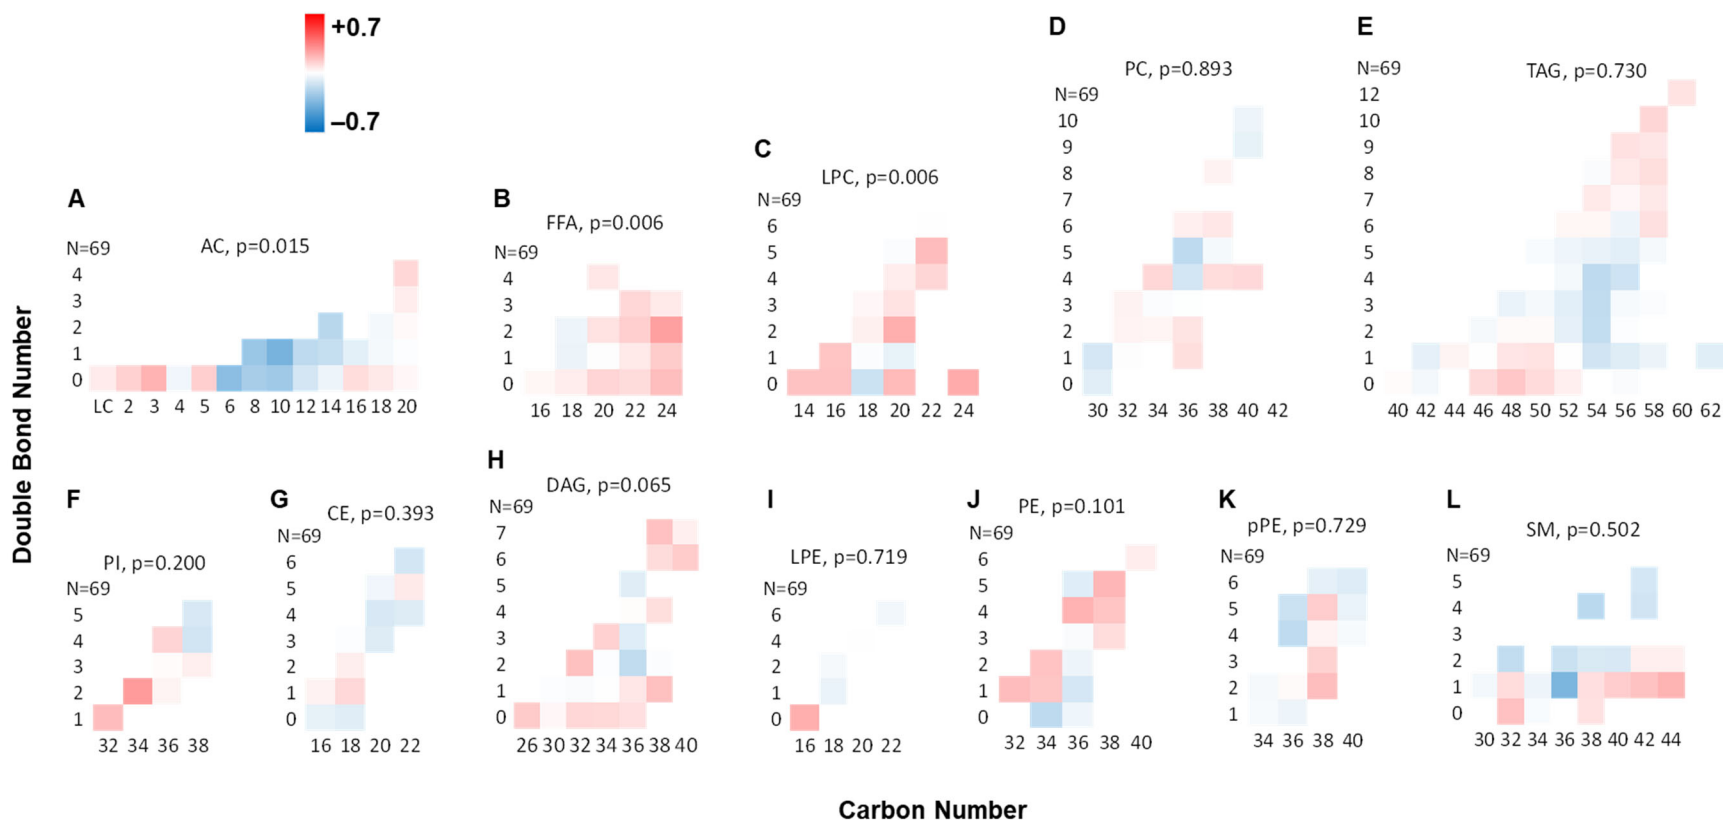 +0.7
–0.7
Double Bond Number
A
N=69
AC, p=0.015
4
3
2
1
0
LC 2 3 4 5 6 8 10 12 14 16 18 20
B
FFA, p=0.006
N=69
4
3
2
1
0
16 18 20 22 24
C
LPC, p=0.006
N=69
6
5
4
3
2
1
0
14 16 18 20 22 24
D
PC, p=0.893
N=69
10
9
8
7
6
5
4
3
2
1
0
30 32 34 36 38 40 42
E
N=69
TAG, p=0.730
12
10
9
8
7
6
5
4
3
2
1
0
40 42 44 46 48 50 52 54 56 58 60 62
F
PI, p=0.200
N=69
5
4
3
2
1
32 34 36 38
G
CE, p=0.393
N=69
6
5
4
3
2
1
0
16 18 20 22
H
DAG, p=0.065
N=69
7
6
5
4
3
2
1
0
26 30 32 34 36 38 40
I
LPE, p=0.719
N=69
6
4
2
1
0
16 18 20 22
J
PE, p=0.101
N=69
6
5
4
3
2
1
0
32 34 36 38 40
K
pPE, p=0.729
N=69
6
5
4
3
2
1
34 36 38 40
L
SM, p=0.502
N=69
5
4
3
2
1
0
30 32 34 36 38 40 42 44
Carbon Number